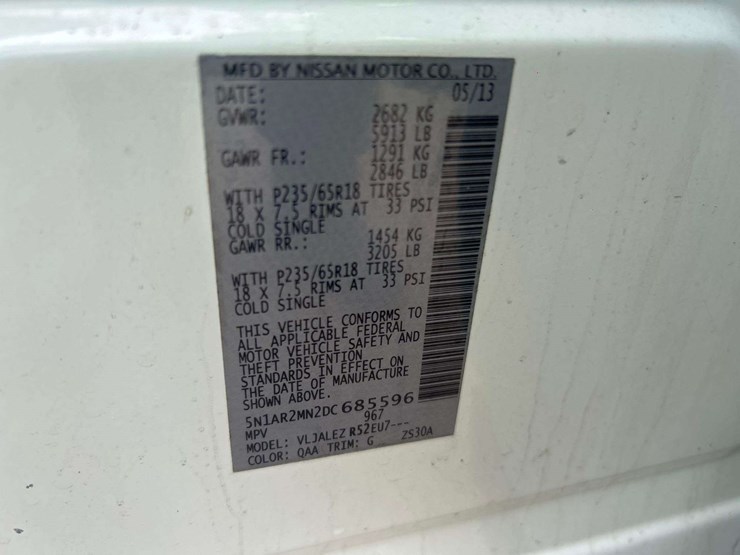 MFD BY NISSAN MOTOR CO., LTD.
DATE: 05/13
GVWR: 2682 KG
5913 LB
GAWR FR.: 1291 KG
2846 LB
WITH P235/65R18 TIRES
18 X 7.5 RIMS AT 33 PSI
COLD SINGLE
GAWR RR.: 1454 KG
3205 LB
WITH P235/65R18 TIRES
18 X 7.5 RIMS AT 33 PSI
COLD SINGLE
THIS VEHICLE CONFORMS TO
ALL APPLICABLE FEDERAL
MOTOR VEHICLE SAFETY AND
THEFT PREVENTION
STANDARDS IN EFFECT ON
THE DATE OF MANUFACTURE
SHOWN ABOVE.
5N1AR2MN2DC685596
MPV 967
MODEL: VLJALEZ R52EU7---
COLOR: QAA TRIM: G ZS30A